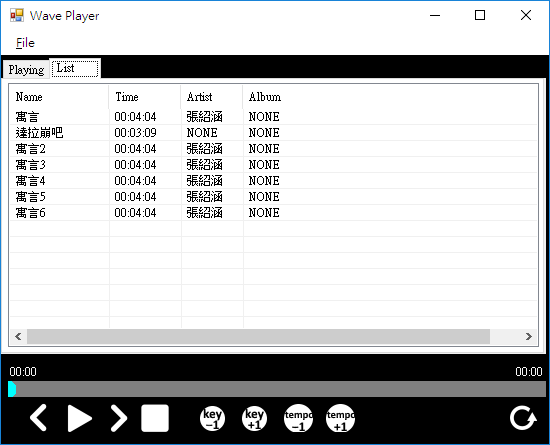 Wave Player
File
Playing List
Name Time Artist Album
寓言 00:04:04 張紹涵 NONE
達拉崩吧 00:03:09 NONE NONE
寓言2 00:04:04 張紹涵 NONE
寓言3 00:04:04 張紹涵 NONE
寓言4 00:04:04 張紹涵 NONE
寓言5 00:04:04 張紹涵 NONE
寓言6 00:04:04 張紹涵 NONE
00:00 00:00
key -1 key +1 tempo -1 tempo +1